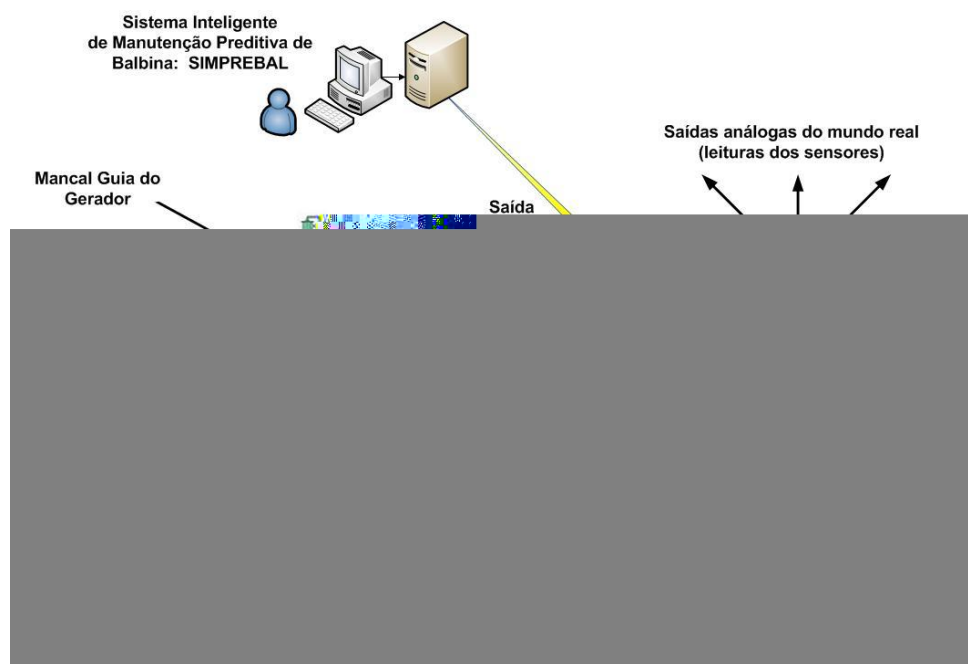 Sistema Inteligente
de Manutenção Preditiva de
Balbina: SIMPREBAL
Saídas análogas do mundo real
(leituras dos sensores)
Mancal Guia do
Gerador
Saída